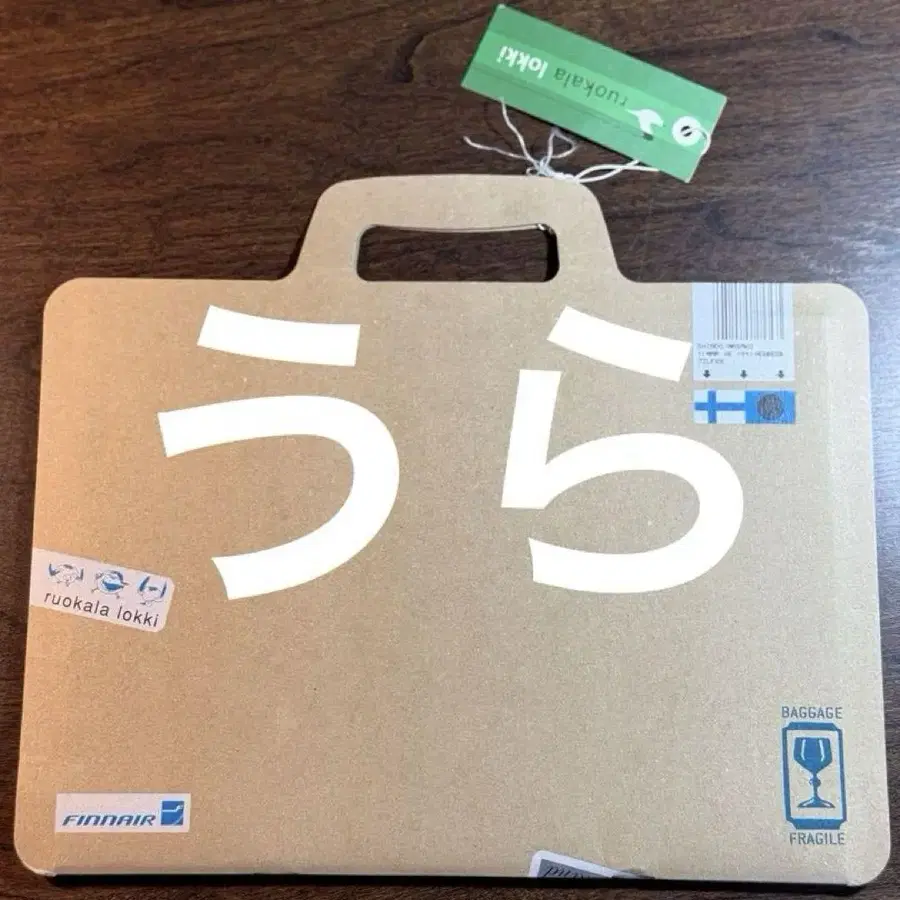 ruokala lokki
うら
ruokala lokki
FINNAIR
BAGGAGE
FRAGILE